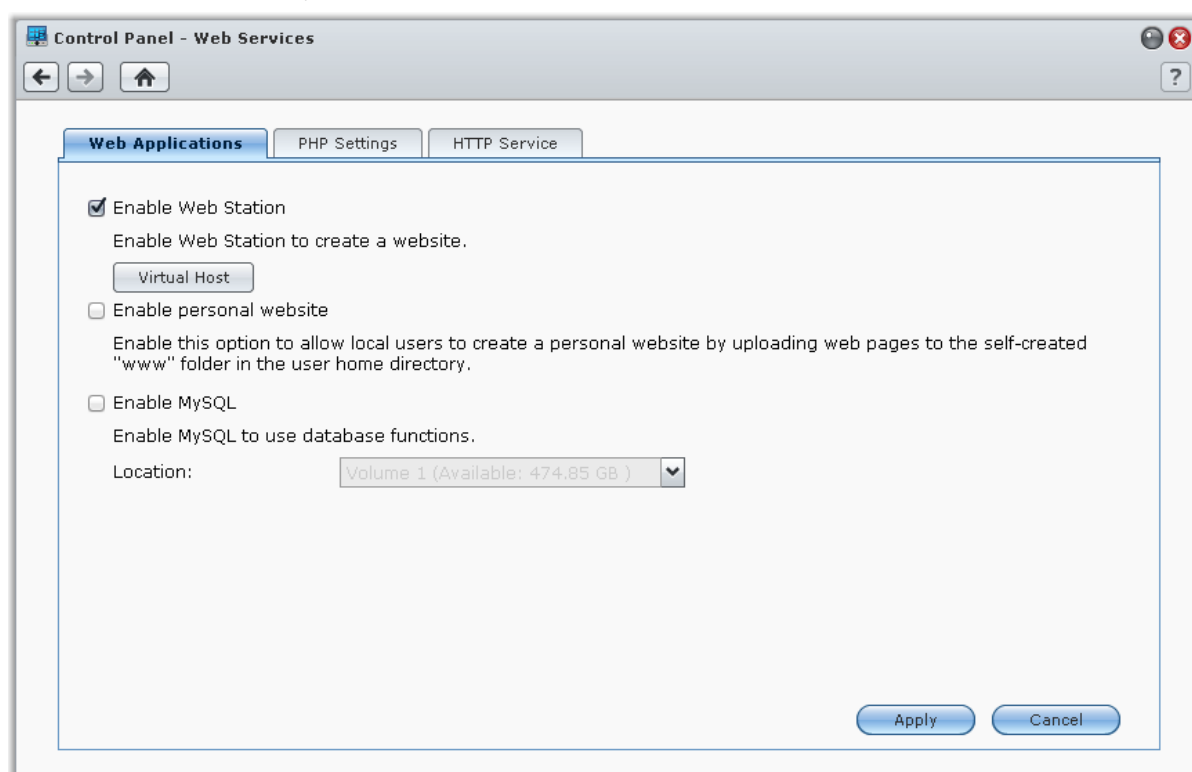 Control Panel - Web Services
?
Web Applications
PHP Settings
HTTP Service
Enable Web Station
Enable Web Station to create a website.
Virtual Host
Enable personal website
Enable this option to allow local users to create a personal website by uploading web pages to the self-created
"www" folder in the user home directory.
Enable MySQL
Enable MySQL to use database functions.
Location:
Volume 1 (Available: 474.85 GB )
Apply
Cancel